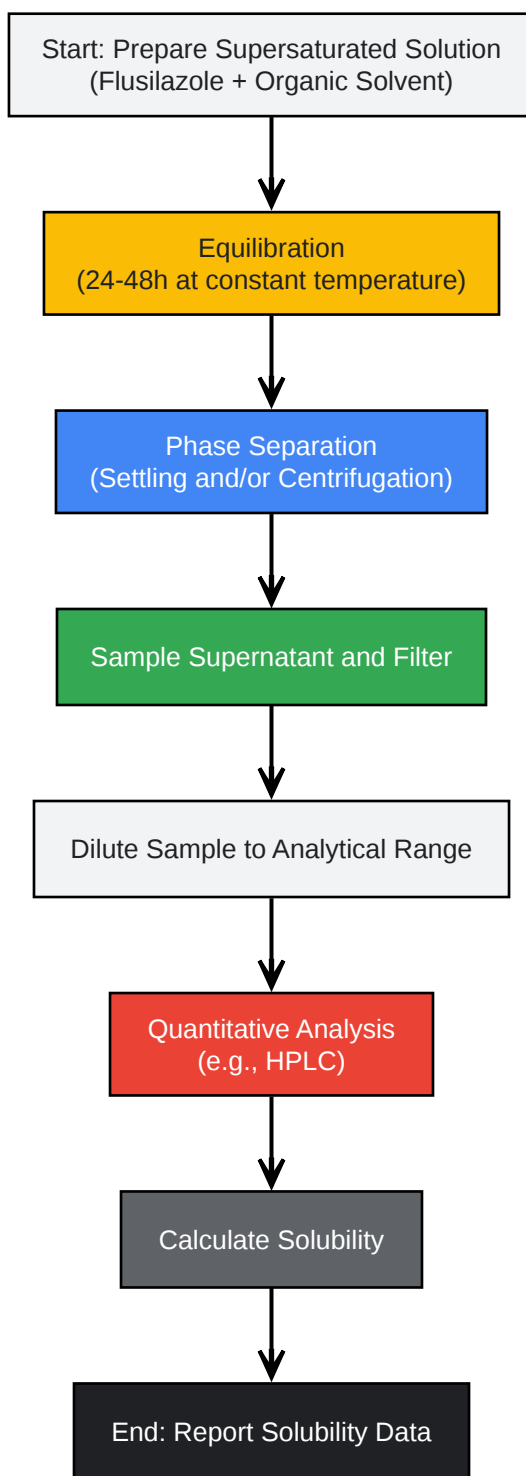 Start: Prepare Supersaturated Solution
(Flusilazole + Organic Solvent)
Equilibration
(24-48h at constant temperature)
Phase Separation
(Settling and/or Centrifugation)
Sample Supernatant and Filter
Dilute Sample to Analytical Range
Quantitative Analysis
(e.g., HPLC)
Calculate Solubility
End: Report Solubility Data